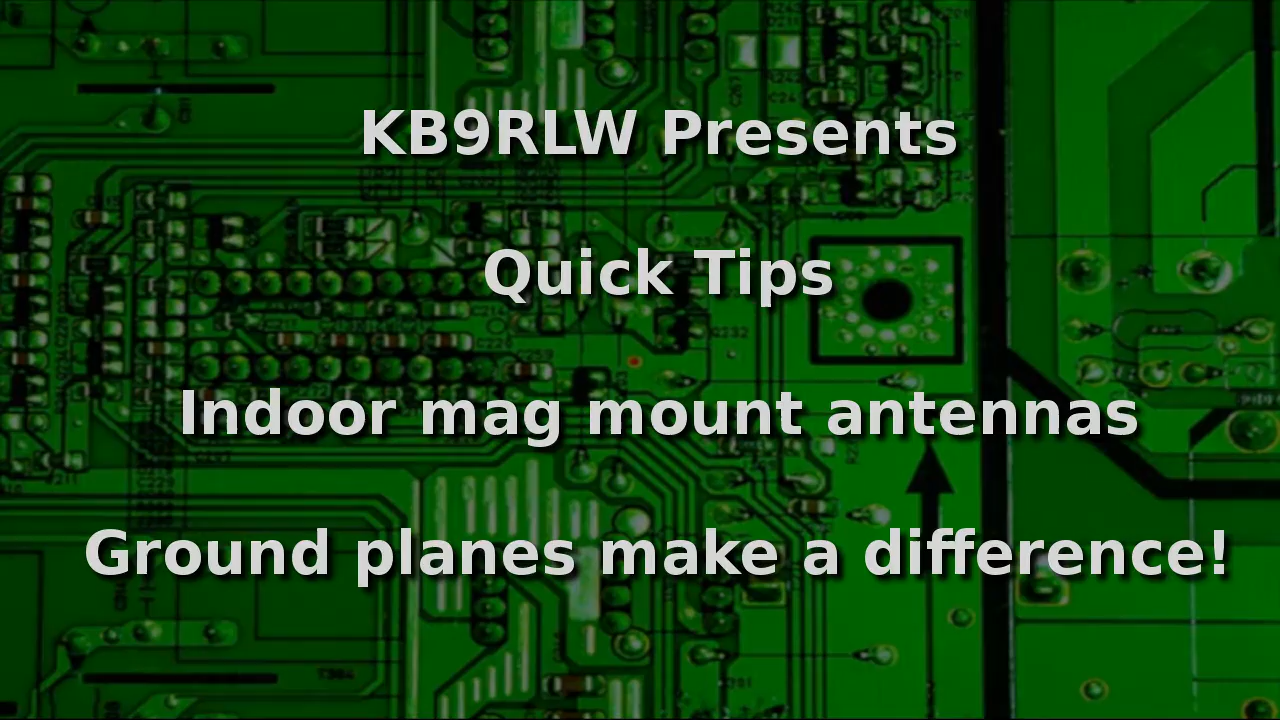 KB9RLW Presents
Quick Tips
Indoor mag mount antennas
Ground planes make a difference!